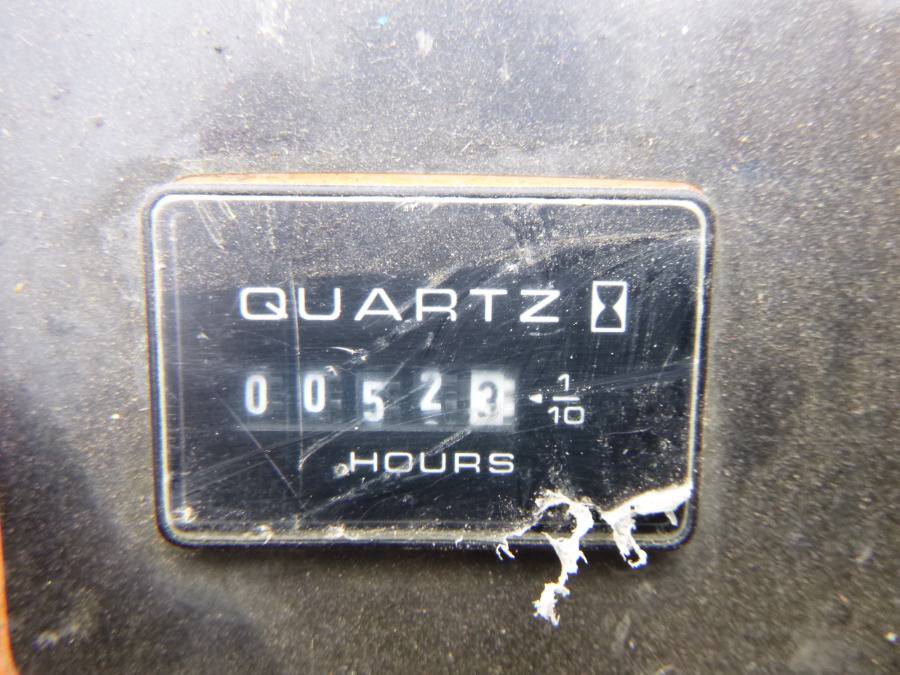 QUARTZ
00523 1/10
HOURS